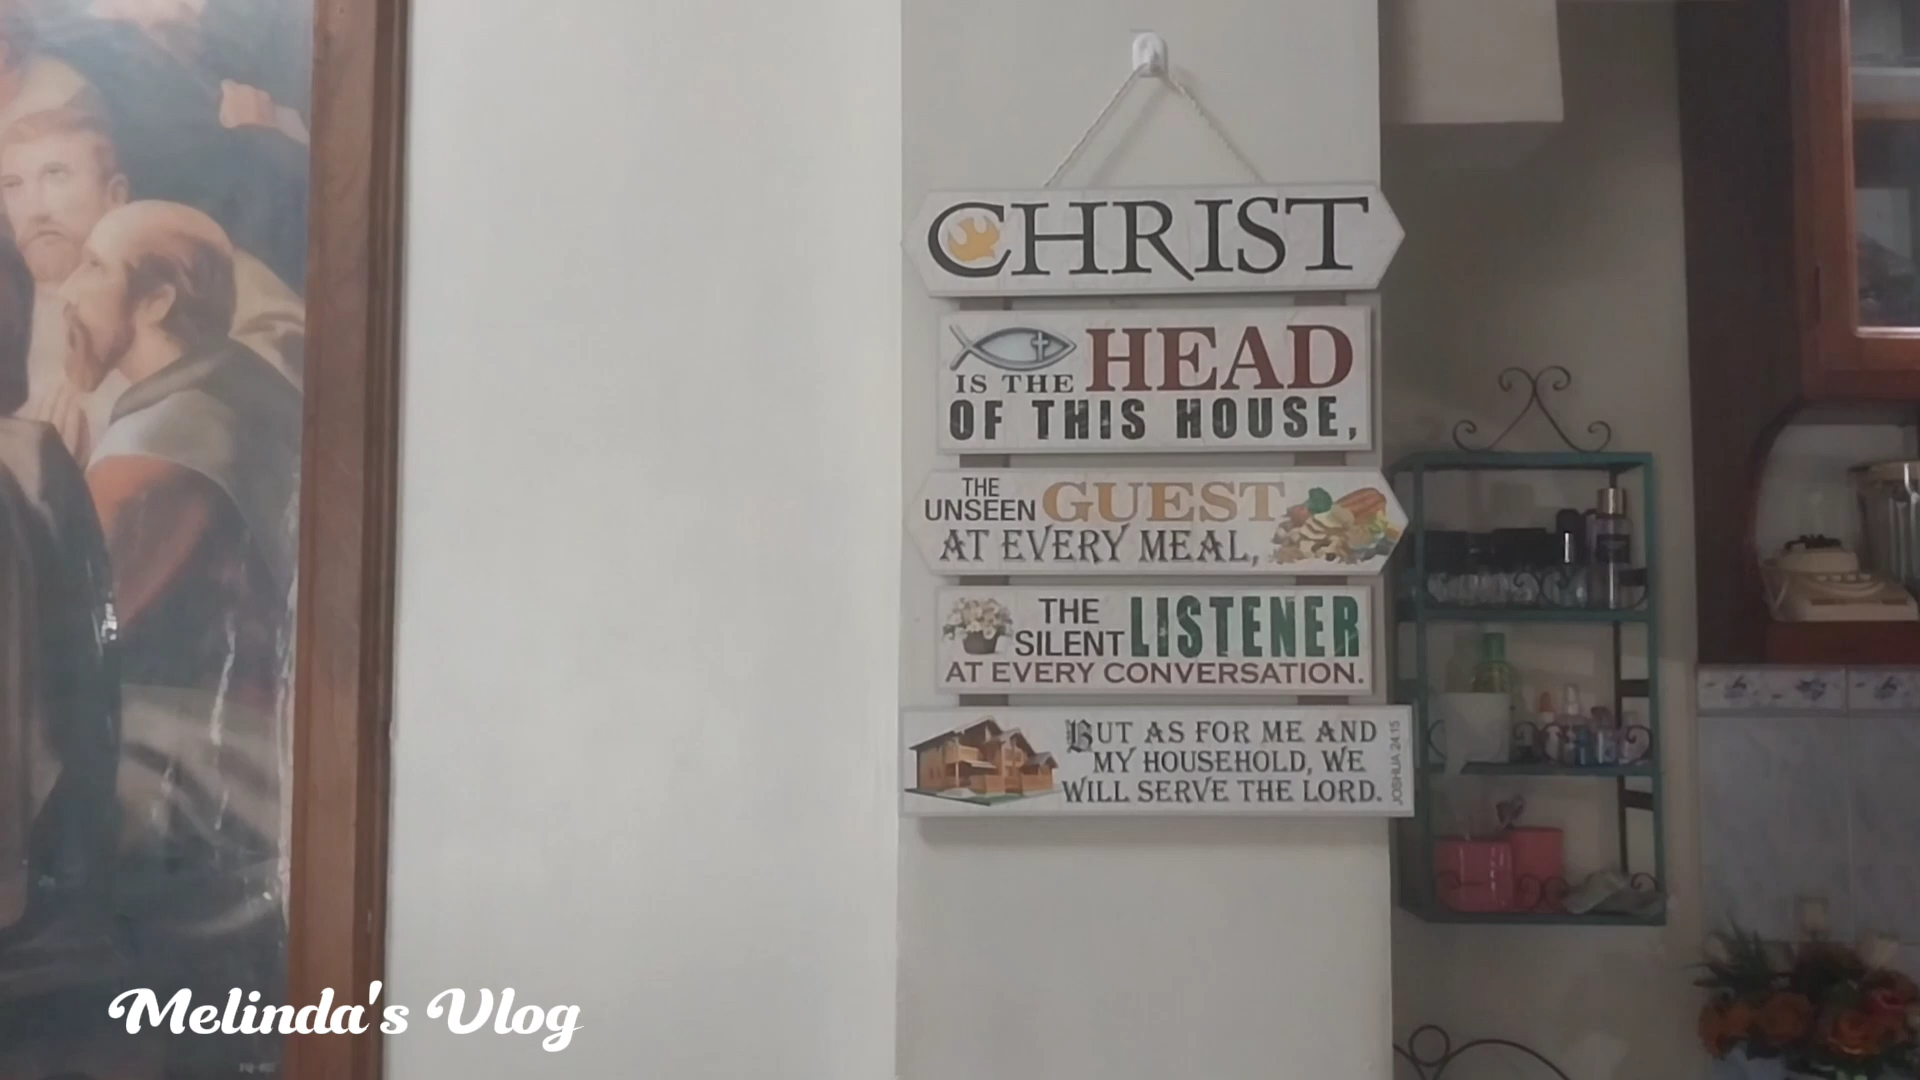 CHRIST
IS THE HEAD
OF THIS HOUSE,
THE
UNSEEN GUEST
AT EVERY MEAL,
THE
SILENT LISTENER
AT EVERY CONVERSATION.
BUT AS FOR ME AND
MY HOUSEHOLD, WE
WILL SERVE THE LORD.
JOSHUA 24:15
Melinda's Vlog